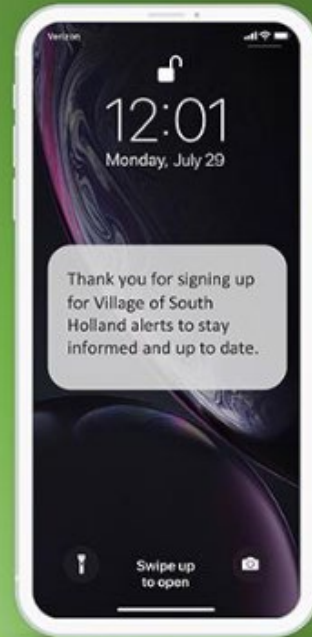 Verizon
12:01
Monday, July 29
Thank you for signing up
for Village of South
Holland alerts to stay
informed and up to date.
Swipe up
to open